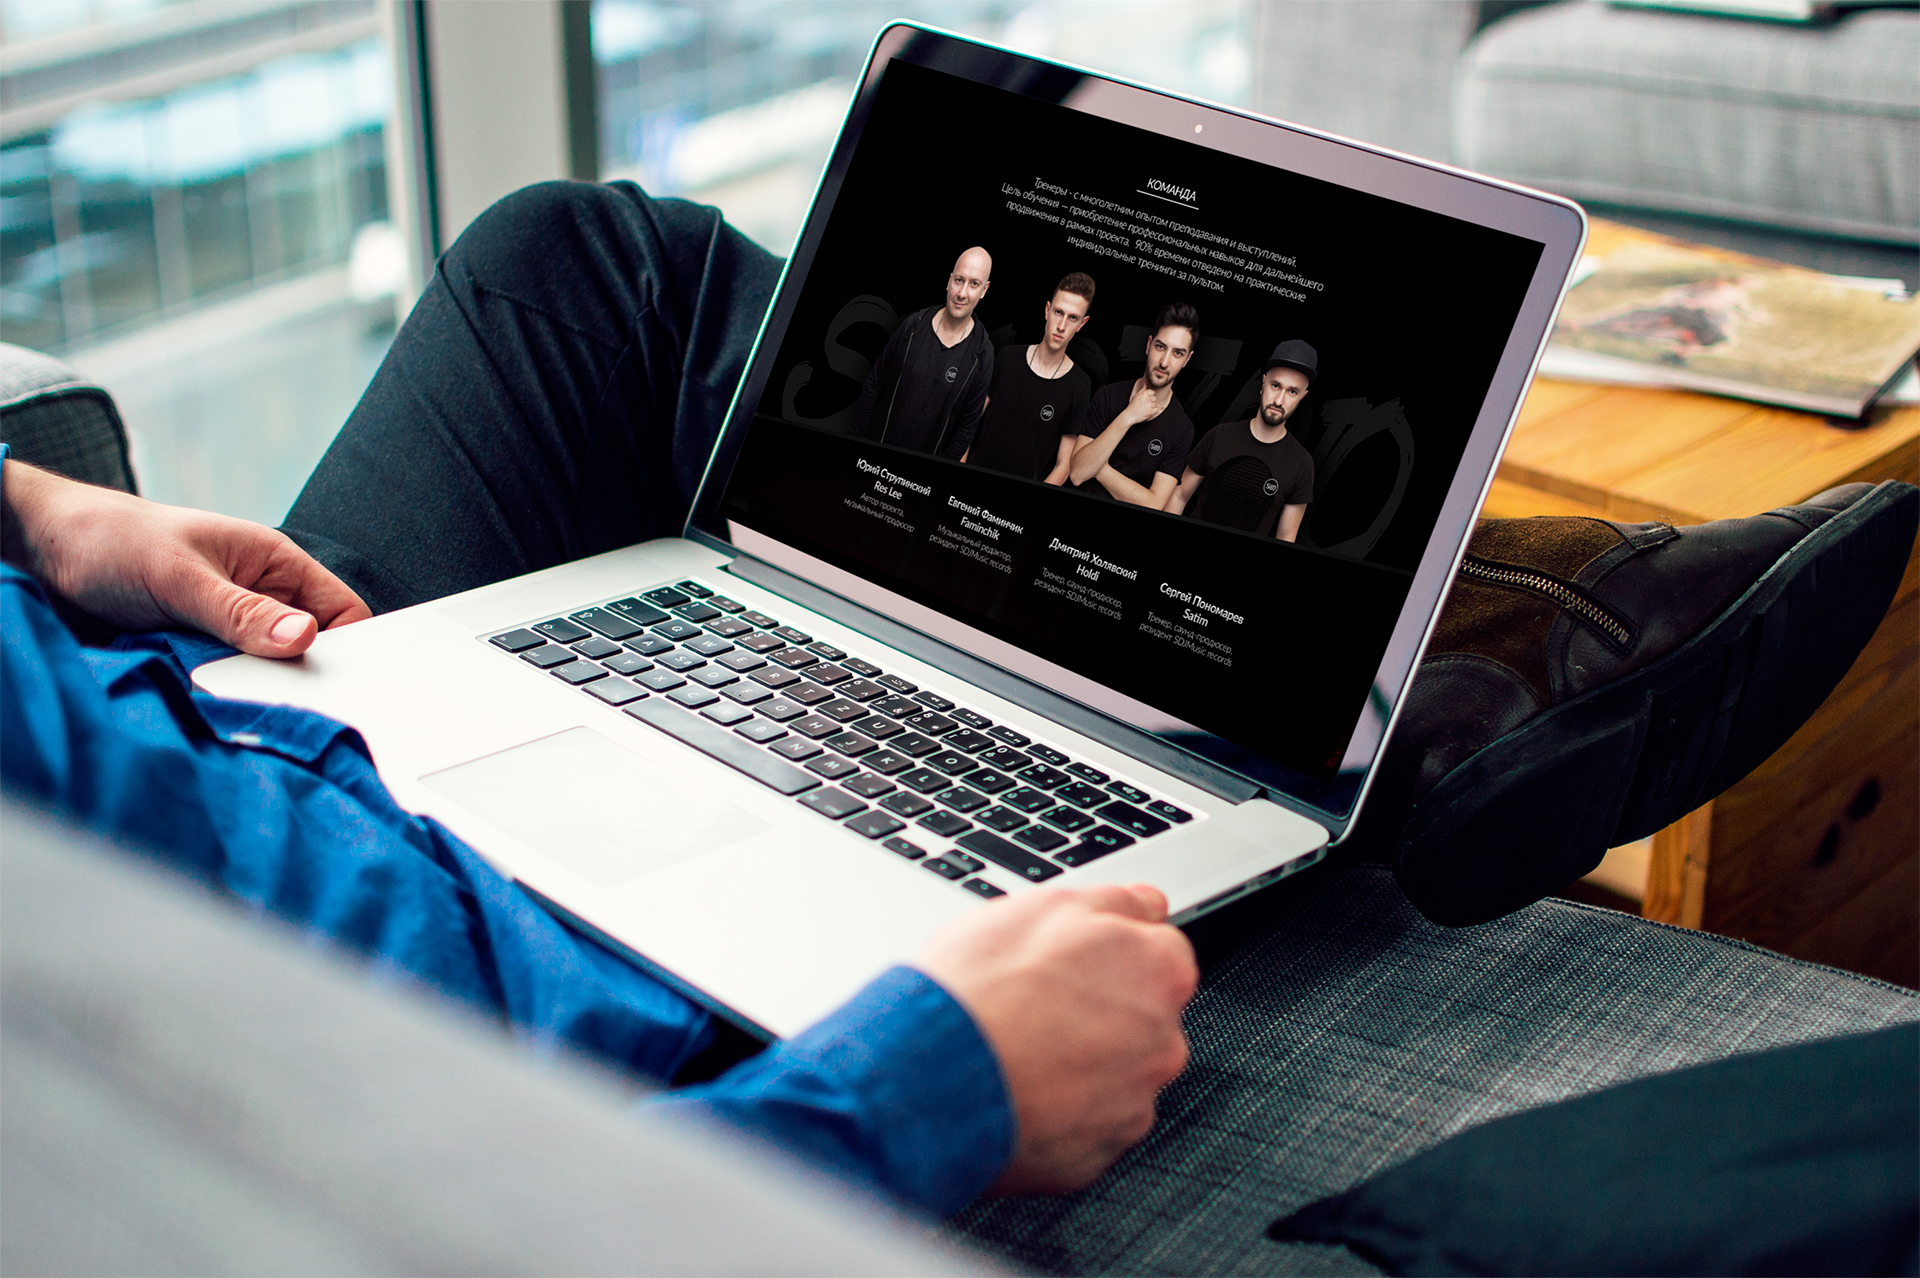 КОМАНДА
Тренеры - с многолетним опытом преподавания и выступлений.
Цель обучения — приобретение профессиональных навыков для дальнейшего
продвижения в рамках проекта. 90% времени отведено на практические
индивидуальные тренинги за пультом.
Юрий Струпинский
Res Lee
Автор проекта,
музыкальный продюсер
Евгений Фаминчик
Faminchik
Музыкальный редактор,
резидент SDJMusic records
Дмитрий Холявский
Holdi
Тренер, саунд-продюсер,
резидент SDJMusic records
Сергей Пономарев
Satim
Тренер, саунд-продюсер,
резидент SDJMusic records